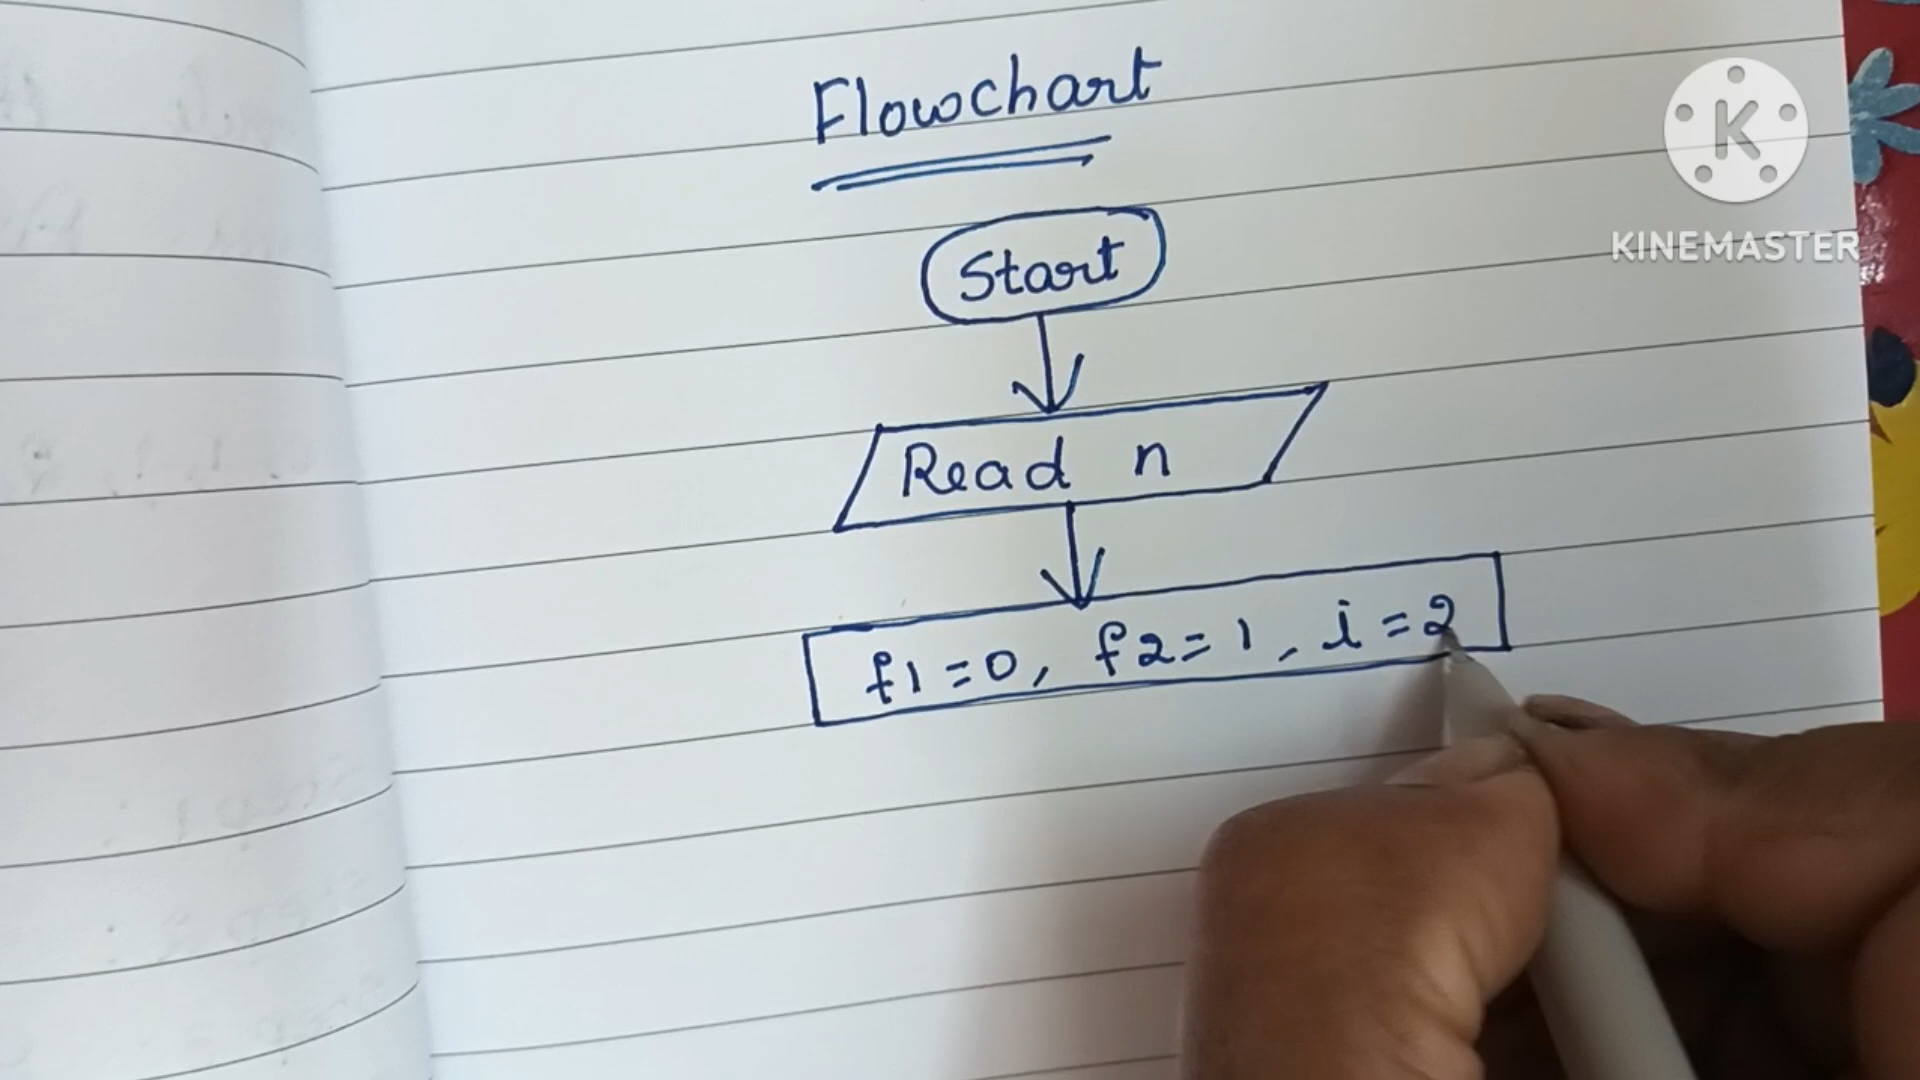 Flowchart
KINEMASTER
Start
Read n
f1=0, f2=1, i=2